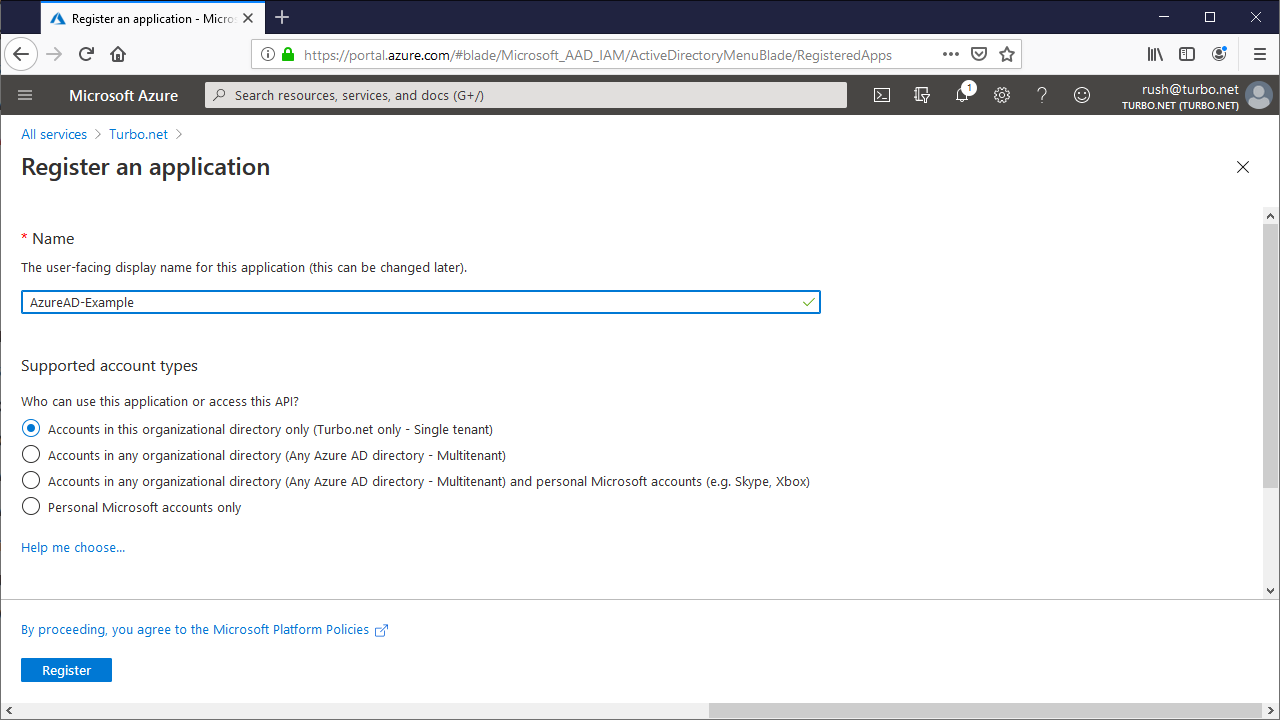 Register an application - Micros
https://portal.azure.com/#blade/Microsoft_AAD_IAM/ActiveDirectoryMenuBlade/RegisteredApps
Microsoft Azure
Search resources, services, and docs (G+/)
1
rush@turbo.net
TURBO.NET (TURBO.NET)
All services > Turbo.net >
Register an application
* Name
The user-facing display name for this application (this can be changed later).
AzureAD-Example
Supported account types
Who can use this application or access this API?
Accounts in this organizational directory only (Turbo.net only - Single tenant)
Accounts in any organizational directory (Any Azure AD directory - Multitenant)
Accounts in any organizational directory (Any Azure AD directory - Multitenant) and personal Microsoft accounts (e.g. Skype, Xbox)
Personal Microsoft accounts only
Help me choose...
By proceeding, you agree to the Microsoft Platform Policies
Register